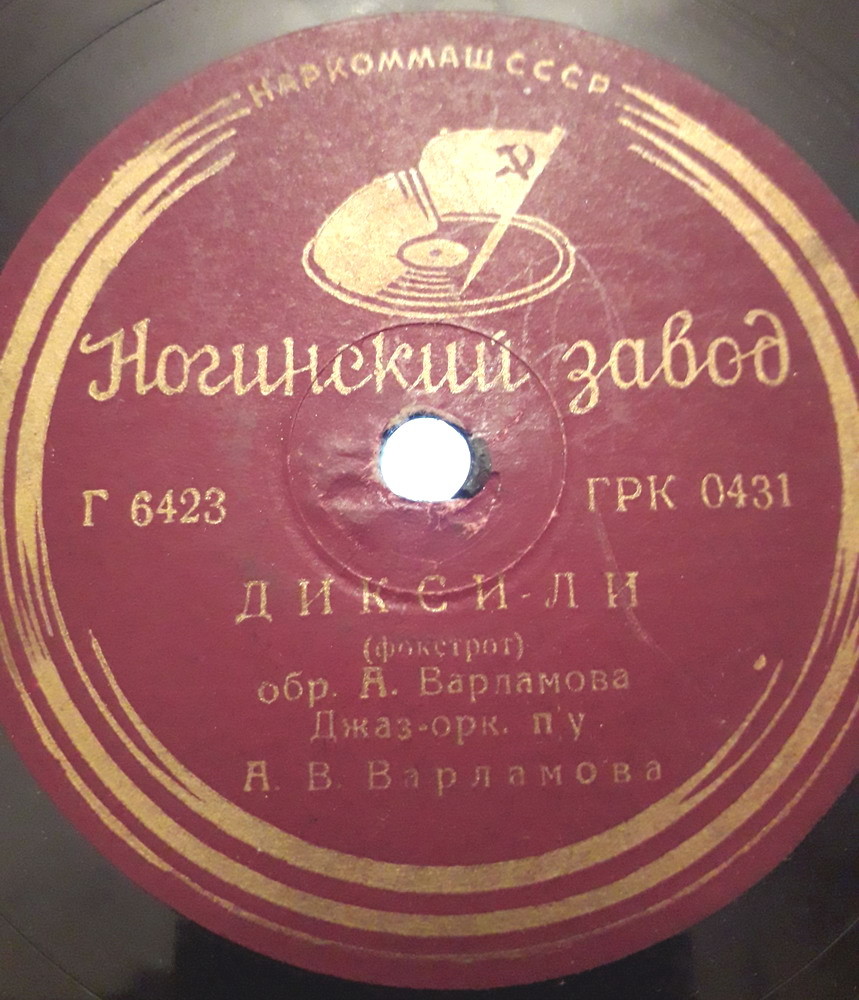 НАРКОММАШ СССР
Ногинский завод
Г 6423 ГРК 0431
ДИКСИ-ЛИ
(фокстрот)
обр. А. Варламова
Джаз-орк. п/у
А. В. Варламова